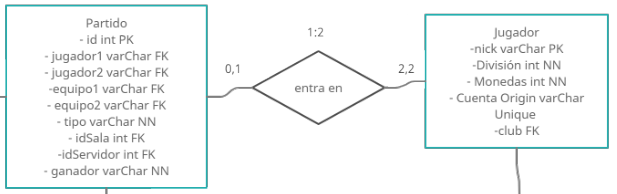 Partido
- id int PK
- jugador1 varChar FK
- jugador2 varChar FK
-equipo1 varChar FK
- equipo2 varChar FK
- tipo varChar NN
- idSala int FK
-idServidor int FK
- ganador varChar NN
1:2
0,1
entra en
2,2
Jugador
-nick varChar PK
-División int NN
- Monedas int NN
- Cuenta Origin varChar
Unique
-club FK